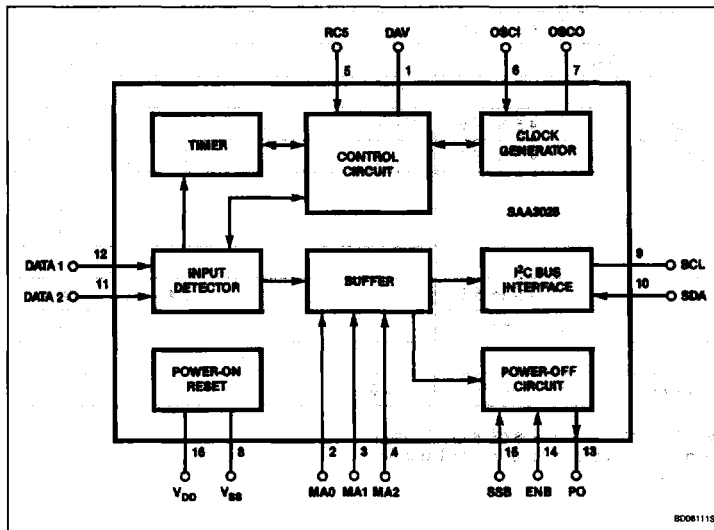 RC5 DAV OSCI OSCO
5 1 6 7
TIMER
CONTROL
CIRCUIT
CLOCK
GENERATOR
SAA3028
DATA 1 12
DATA 2 11
INPUT
DETECTOR
BUFFER
I²C BUS
INTERFACE
9 SCL
10 SDA
POWER-ON
RESET
POWER-OFF
CIRCUIT
16 8 2 3 4 15 14 13
VDD VSS MA0 MA1 MA2 SSB ENB PO
BD06111S